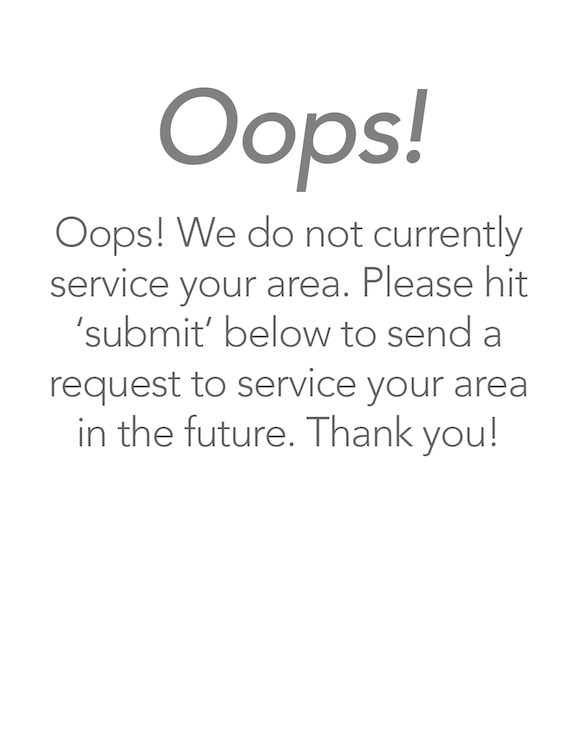 Oops!
Oops! We do not currently
service your area. Please hit
‘submit’ below to send a
request to service your area
in the future. Thank you!